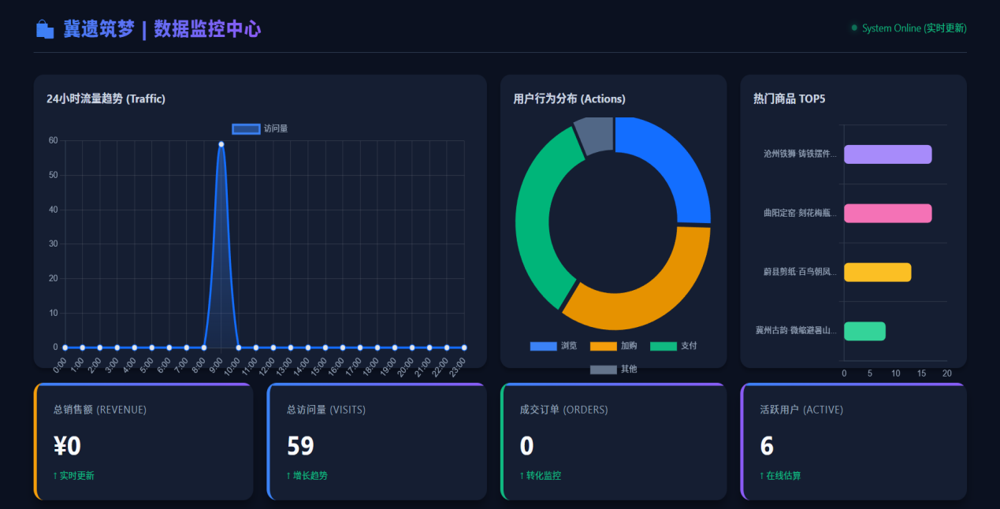 冀遗筑梦 | 数据监控中心
System Online (实时更新)
24小时流量趋势 (Traffic)
访问量
60
50
40
30
20
10
0
0:00
1:00
2:00
3:00
4:00
5:00
6:00
7:00
8:00
9:00
10:00
11:00
12:00
13:00
14:00
15:00
16:00
17:00
18:00
19:00
20:00
21:00
22:00
23:00
用户行为分布 (Actions)
浏览
加购
支付
其他
热门商品 TOP5
沧州铁狮·铸铁摆件...
曲阳定窑·刻花梅瓶...
蔚县剪纸·百鸟朝凤...
冀州古韵·微缩避暑山...
0 5 10 15 20
总销售额 (REVENUE)
¥0
↑ 实时更新
总访问量 (VISITS)
59
↑ 增长趋势
成交订单 (ORDERS)
0
↑ 转化监控
活跃用户 (ACTIVE)
6
↑ 在线估算